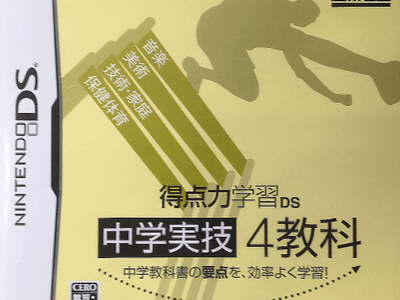 NINTENDO DS
音楽
美術
技術・家庭
保健体育
得点力学習DS
中学実技 4教科
中学教科書の要点を、効率よく学習!
CERO